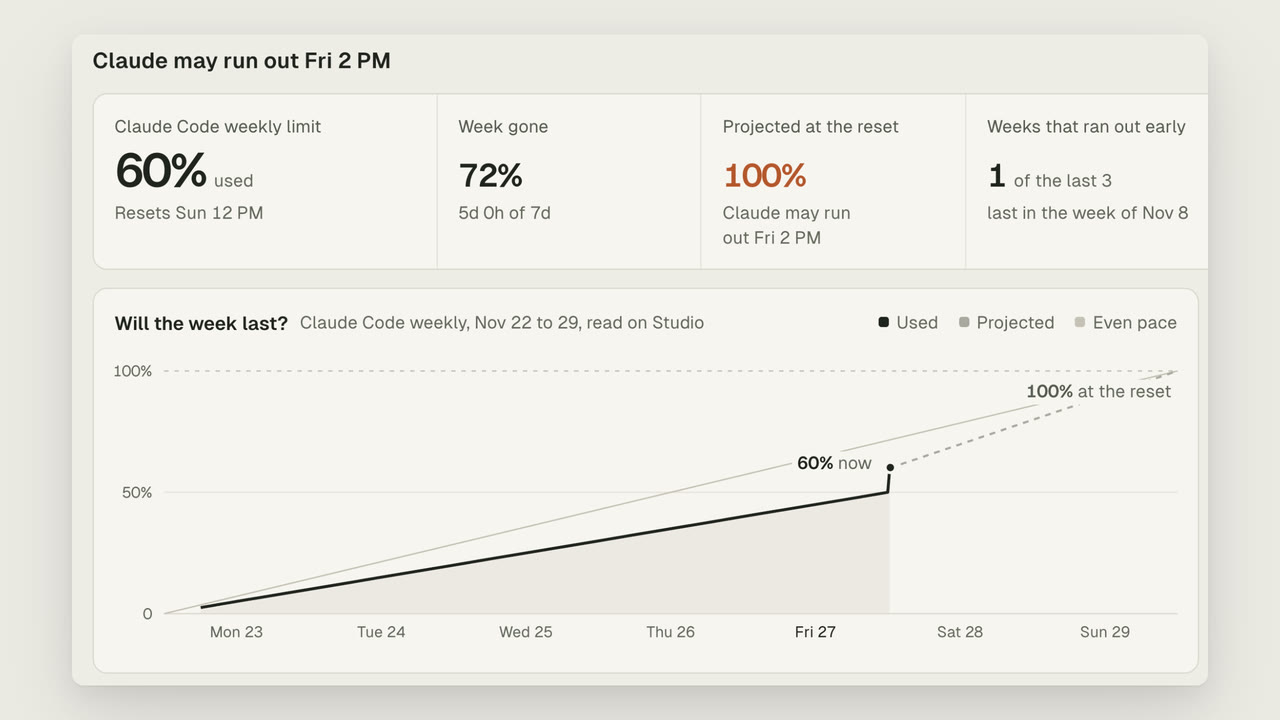 Claude may run out Fri 2 PM
Claude Code weekly limit
60% used
Resets Sun 12 PM
Week gone
72%
5d 0h of 7d
Projected at the reset
100%
Claude may run
out Fri 2 PM
Weeks that ran out early
1 of the last 3
last in the week of Nov 8
Will the week last? Claude Code weekly, Nov 22 to 29, read on Studio
Used
Projected
Even pace
100%
100% at the reset
60% now
50%
0
Mon 23
Tue 24
Wed 25
Thu 26
Fri 27
Sat 28
Sun 29